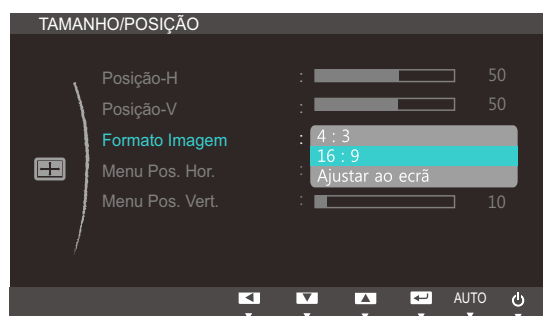 TAMANHO/POSIÇÃO
Posição-H : 50
Posição-V : 50
Formato Imagem : 4 : 3
16 : 9
Menu Pos. Hor. : Ajustar ao ecrã
Menu Pos. Vert. : 10
AUTO